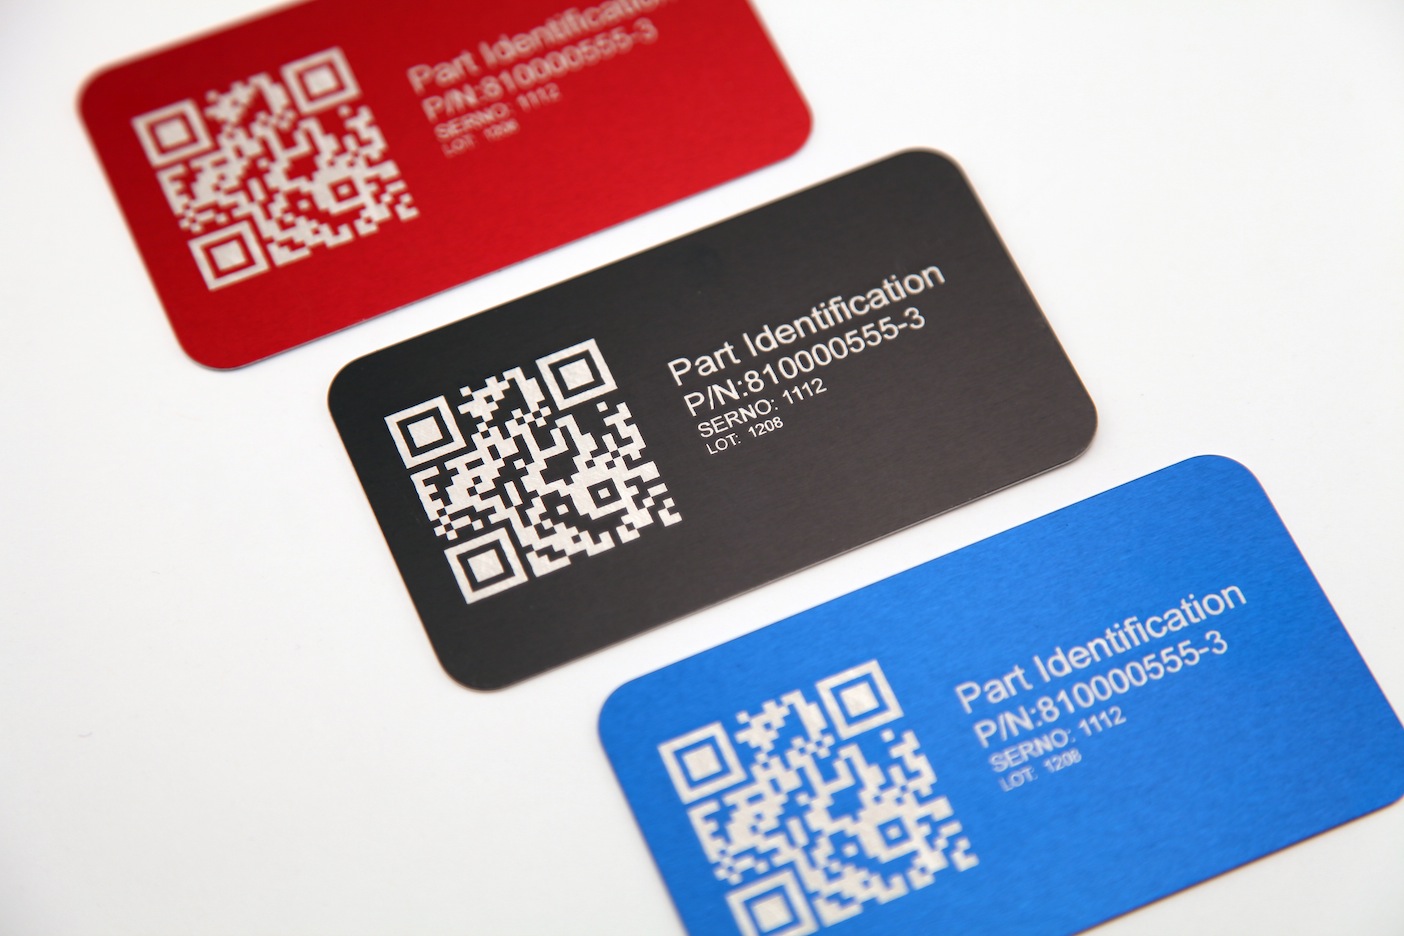 Part Identification
P/N:810000555-3
SERNO: 1112
LOT: 1208
Part Identification
P/N:810000555-3
SERNO: 1112
LOT: 1208
Part Identification
P/N:810000555-3
SERNO: 1112
LOT: 1208